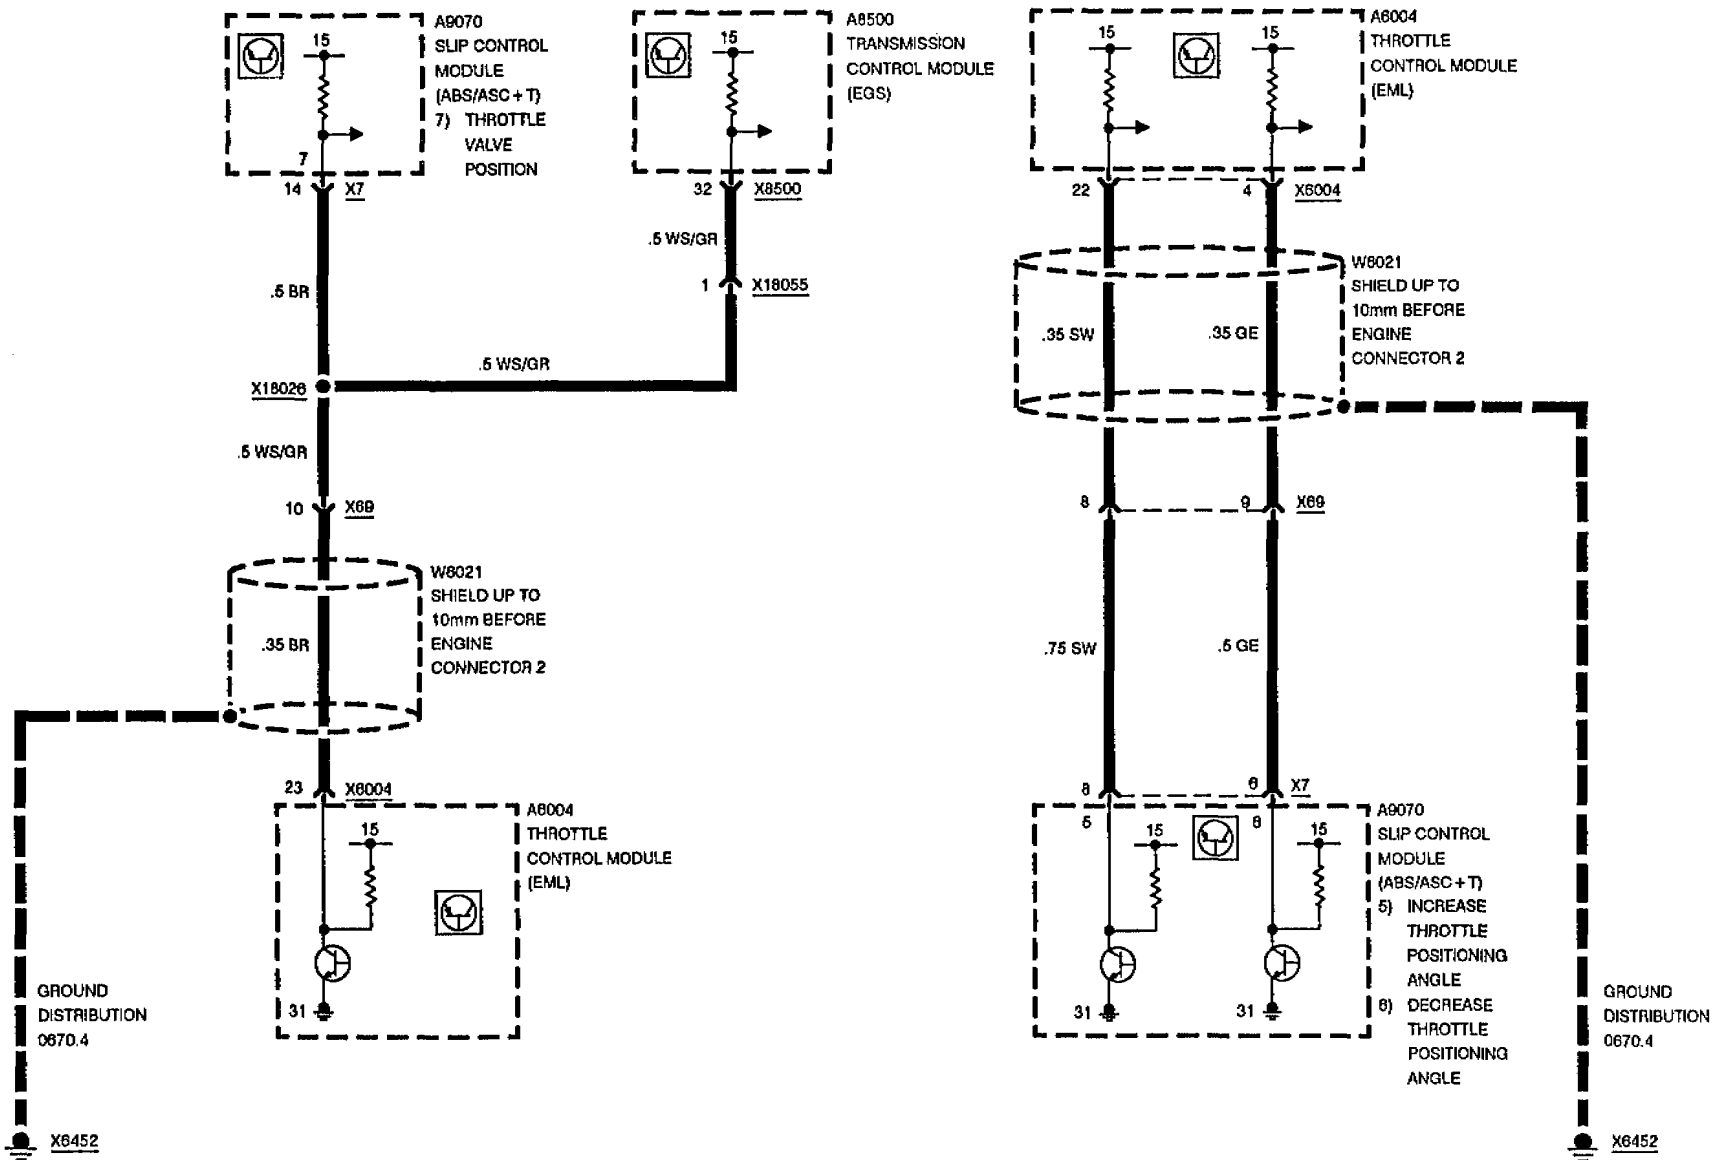 A9070
SLIP CONTROL
MODULE
(ABS/ASC+T)
7) THROTTLE
VALVE
POSITION
15
7
14 X7
A8500
TRANSMISSION
CONTROL MODULE
(EGS)
15
32 X8500
.5 WS/GR
1 X18055
.5 BR
.5 WS/GR
X18026
.5 WS/GR
10 X69
W6021
SHIELD UP TO
10mm BEFORE
ENGINE
CONNECTOR 2
.35 BR
23 X6004
A6004
THROTTLE
CONTROL MODULE
(EML)
15
31
GROUND
DISTRIBUTION
0670.4
X6452
A6004
THROTTLE
CONTROL MODULE
(EML)
15 15
22 4 X6004
W6021
SHIELD UP TO
10mm BEFORE
ENGINE
CONNECTOR 2
.35 SW .35 GE
8 9 X69
.75 SW .5 GE
8 6 X7
5 6
A9070
SLIP CONTROL
MODULE
(ABS/ASC+T)
5) INCREASE
THROTTLE
POSITIONING
ANGLE
6) DECREASE
THROTTLE
POSITIONING
ANGLE
15 15
31 31
GROUND
DISTRIBUTION
0670.4
X6452